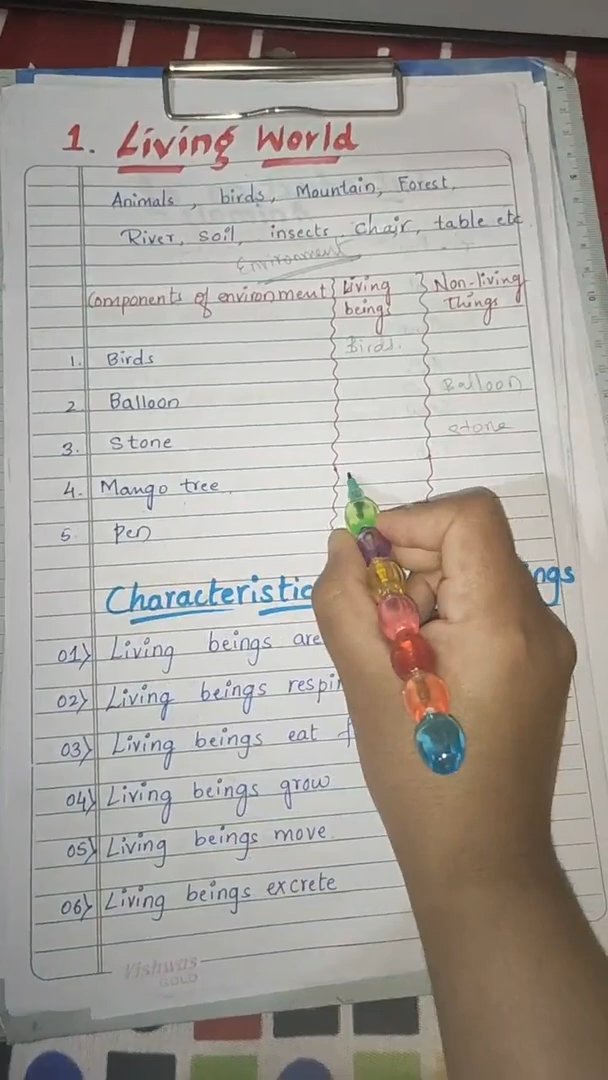 1. Living World
Animals, birds, Mountain, Forest,
River, soil, insects, chair, table etc
Environment
Components of environment
Living beings
Non-living things
1. Birds
Birds.
2. Balloon
Balloon
3. Stone
Stone
4. Mango tree
5. Pen
01) Living beings are
02) Living beings
03) Living beings eat
04) Living beings grow
05) Living beings move.
06) Living beings excrete
Vishwas
GOLD